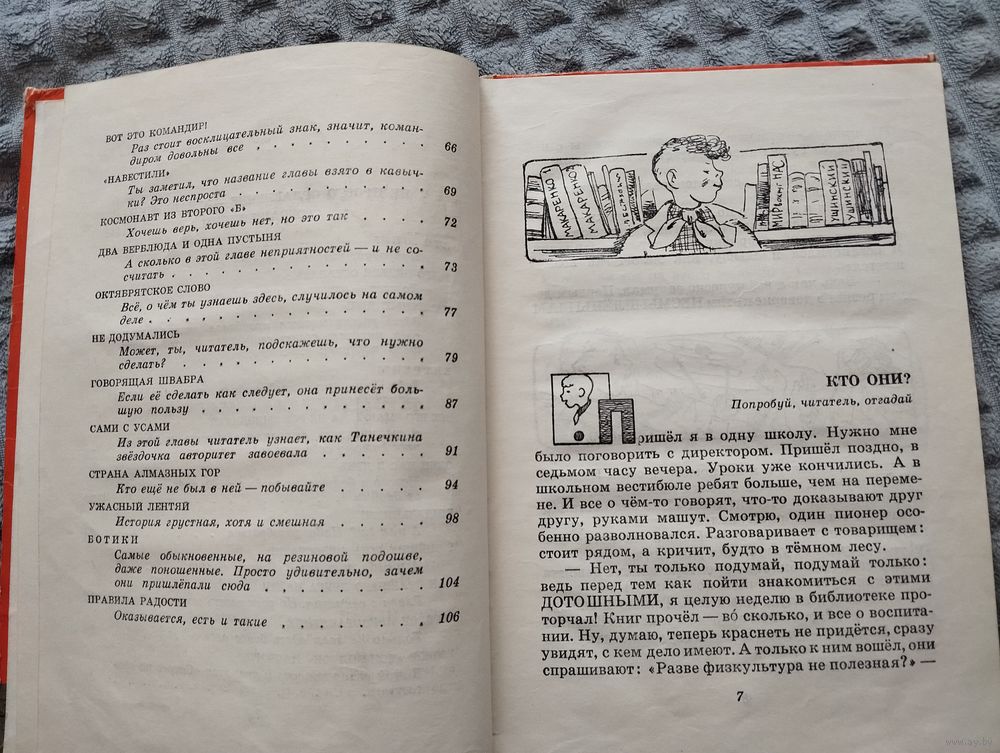 ВОТ ЭТО КОМАНДИР!
Раз стоит восклицательный знак, значит, коман-
диром довольны все . . . . . . . . . . 66
«НАВЕСТИЛИ»
Ты заметил, что название главы взято в кавыч-
ки? Это неспроста . . . . . . . . . . 69
КОСМОНАВТ ИЗ ВТОРОГО «Б»
Хочешь верь, хочешь нет, но это так . . . . 72
ДВА ВЕРБЛЮДА И ОДНА ПУСТЫНЯ
А сколько в этой главе неприятностей — и не со-
считать . . . . . . . . . . . . 73
ОКТЯБРЯТСКОЕ СЛОВО
Всё, о чём ты узнаешь здесь, случилось на самом
деле . . . . . . . . . . . . . 77
НЕ ДОДУМАЛИСЬ
Может, ты, читатель, подскажешь, что нужно
сделать? . . . . . . . . . . . 79
ГОВОРЯЩАЯ ШВАБРА
Если её сделать как следует, она принесёт боль-
шую пользу . . . . . . . . . . . 87
САМИ С УСАМИ
Из этой главы читатель узнает, как Танечкина
звёздочка авторитет завоевала . . . . . 91
СТРАНА АЛМАЗНЫХ ГОР
Кто ещё не был в ней — побывайте . . . . . 94
УЖАСНЫЙ ЛЕНТЯЙ
История грустная, хотя и смешная . . . . . 98
БОТИКИ
Самые обыкновенные, на резиновой подошве,
даже поношенные. Просто удивительно, зачем
они пришлёпали сюда . . . . . . . . 104
ПРАВИЛА РАДОСТИ
Оказывается, есть и такие . . . . . . . 106
МАКАРЕНКО
МАКАРЕНКО
МИР вокруг НАС
УШИНСКИЙ
УШИНСКИЙ
КТО ОНИ?
Попробуй, читатель, отгадай
Пришёл я в одну школу. Нужно мне
было поговорить с директором. Пришёл поздно, в
седьмом часу вечера. Уроки уже кончились. А в
школьном вестибюле ребят больше, чем на переме-
не. И все о чём-то говорят, что-то доказывают друг
другу, руками машут. Смотрю, один пионер осо-
бенно разволновался. Разговаривает с товарищем:
стоит рядом, а кричит, будто в тёмном лесу.
— Нет, ты только подумай, подумай только:
ведь перед тем как пойти знакомиться с этими
ДОТОШНЫМИ, я целую неделю в библиотеке про-
торчал! Книг прочёл — во́ сколько, и все о воспита-
нии. Ну, думаю, теперь краснеть не придётся, сразу
увидят, с кем дело имеют. А только к ним вошёл, они
спрашивают: «Разве физкультура не полезная?» —
7
www.ay.by